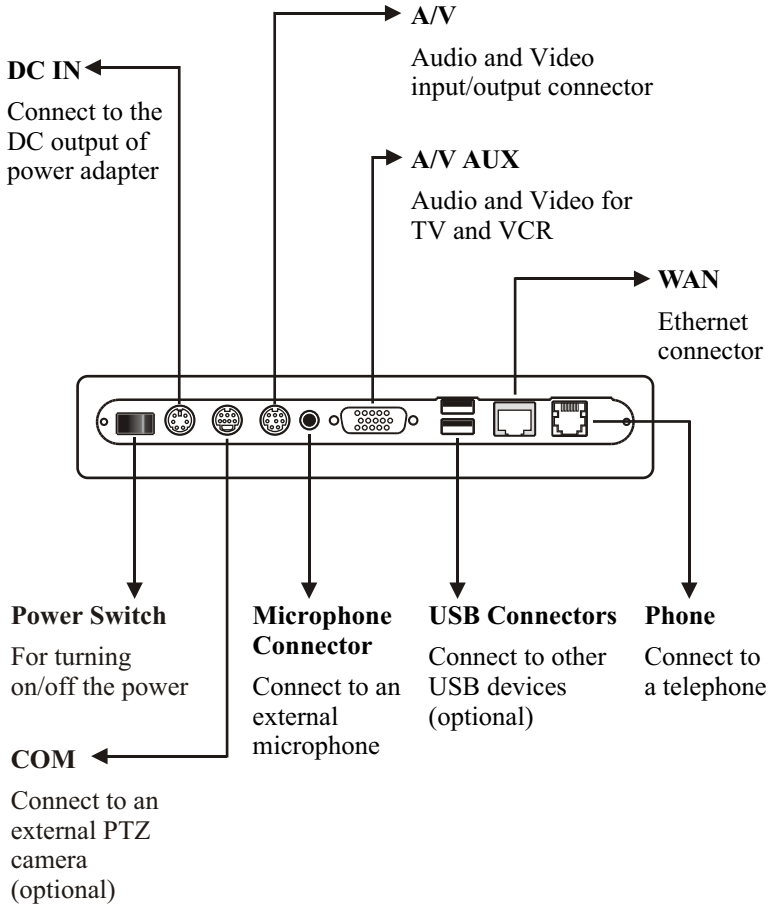 A/V
Audio and Video
input/output connector
DC IN
Connect to the
DC output of
power adapter
A/V AUX
Audio and Video for
TV and VCR
WAN
Ethernet
connector
Power Switch
For turning
on/off the power
Microphone
Connector
Connect to an
external
microphone
USB Connectors
Connect to other
USB devices
(optional)
Phone
Connect to
a telephone
COM
Connect to an
external PTZ
camera
(optional)